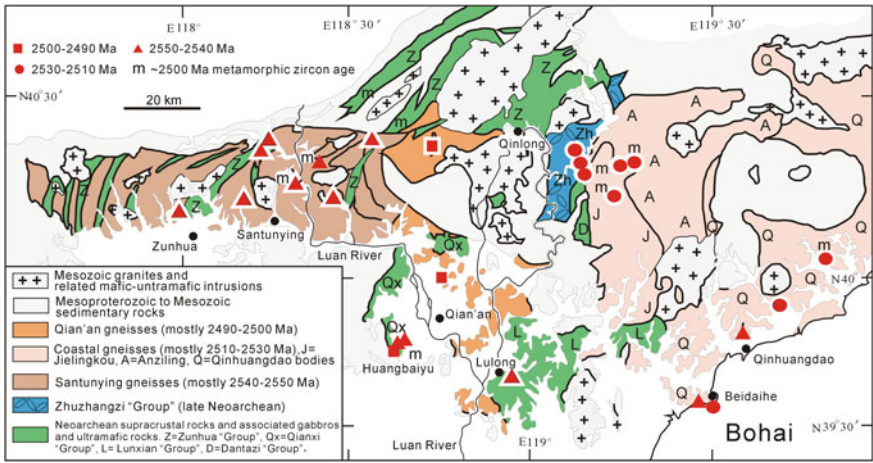 E118°
E118°30'
E119°30'
2500-2490 Ma
2550-2540 Ma
2530-2510 Ma
m ~2500 Ma metamorphic zircon age
N40°30'
20 km
Z
Z
Z
Z
m
m
Qinlong
Zh
Zh
A
A
A
A
A
m
m
m
m
m
Z
Z
Z
Z
Q
Q
Q
Q
Q
Q
Q
J
J
J
D
Zunhua
Santunying
Luan River
Qx
Qx
Qx
m
m
N40°
Qian'an
Huangbaiyu
L
L
L
Lulong
Qinhuangdao
Beidaihe
Luan River
E119°
Bohai
N39°30'
Mesozoic granites and
related mafic-untramafic intrusions
Mesoproterozoic to Mesozoic
sedimentary rocks
Qian'an gneisses (mostly 2490-2500 Ma)
Coastal gneisses (mostly 2510-2530 Ma),J=
Jielingkou, A=Anziling, Q=Qinhuangdao bodies
Santunying gneisses (mostly 2540-2550 Ma)
Zhuzhangzi “Group” (late Neoarchean)
Neoarchean supracrustal rocks and associated gabbros
and ultramafic rocks. Z=Zunhua “Group”, Qx=Qianxi
“Group”, L= Lunxian “Group”, D=Dantazi “Group”.